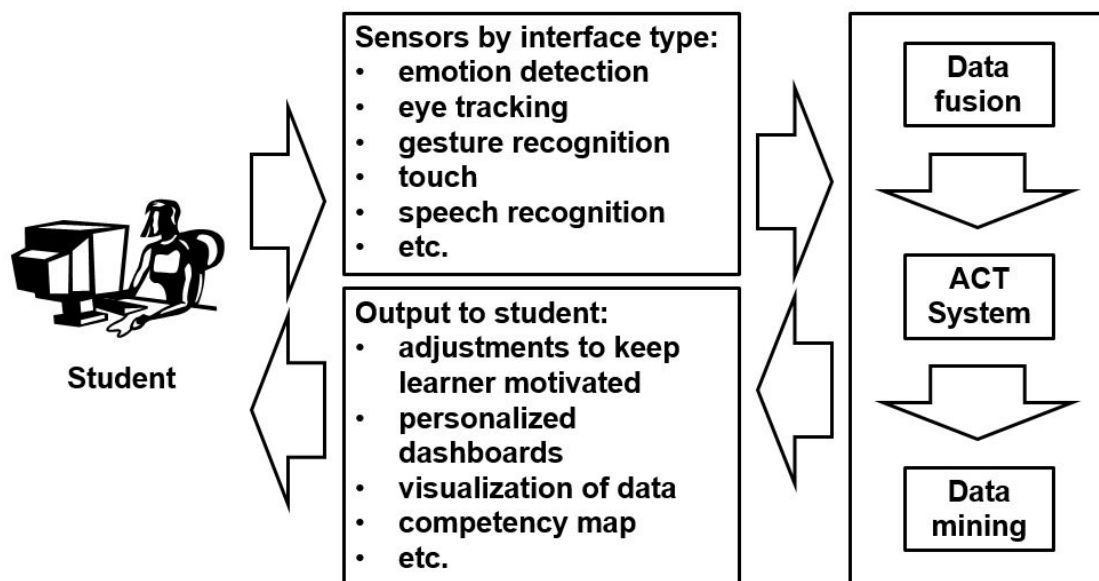 Student
Sensors by interface type:
• emotion detection
• eye tracking
• gesture recognition
• touch
• speech recognition
• etc.
Output to student:
• adjustments to keep
learner motivated
• personalized
dashboards
• visualization of data
• competency map
• etc.
Data
fusion
ACT
System
Data
mining